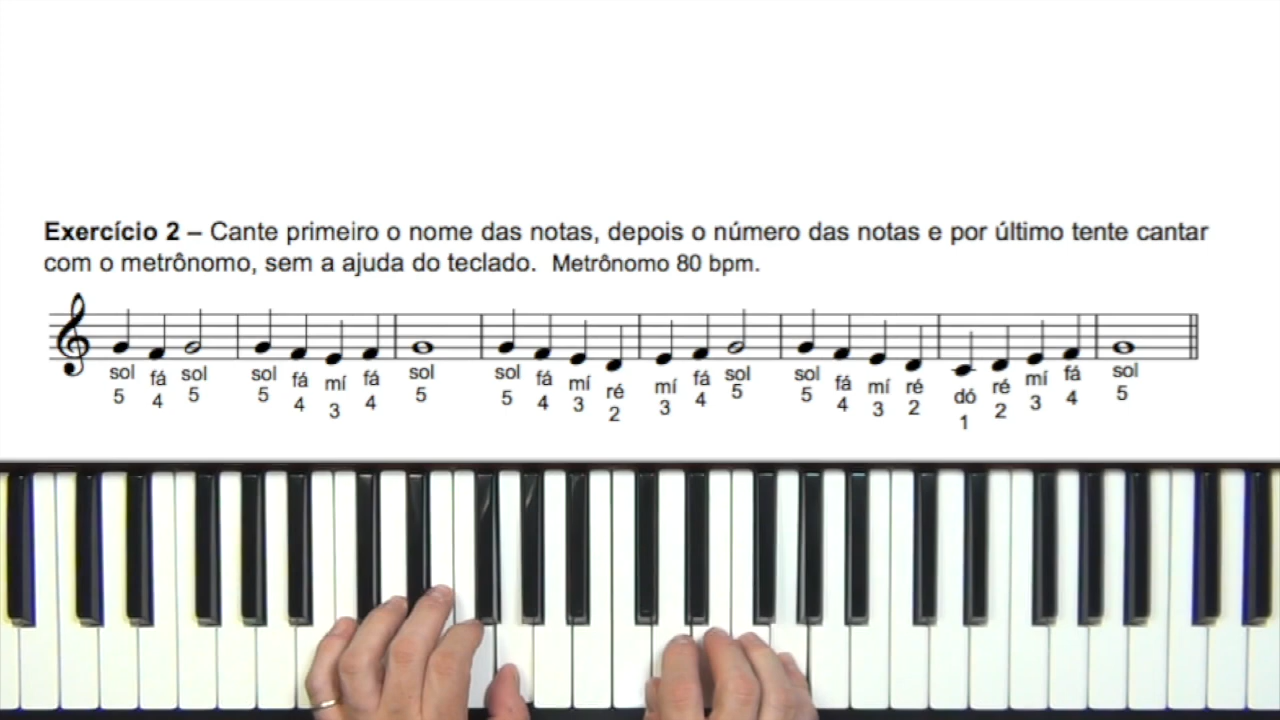 Exercício 2 – Cante primeiro o nome das notas, depois o número das notas e por último tente cantar
com o metrônomo, sem a ajuda do teclado. Metrônomo 80 bpm.
sol fá sol sol fá mí fá sol sol fá mí ré mí fá sol sol fá mí ré dó ré mí fá sol
5 4 5 5 4 3 4 5 5 4 3 2 3 4 5 5 4 3 2 1 2 3 4 5